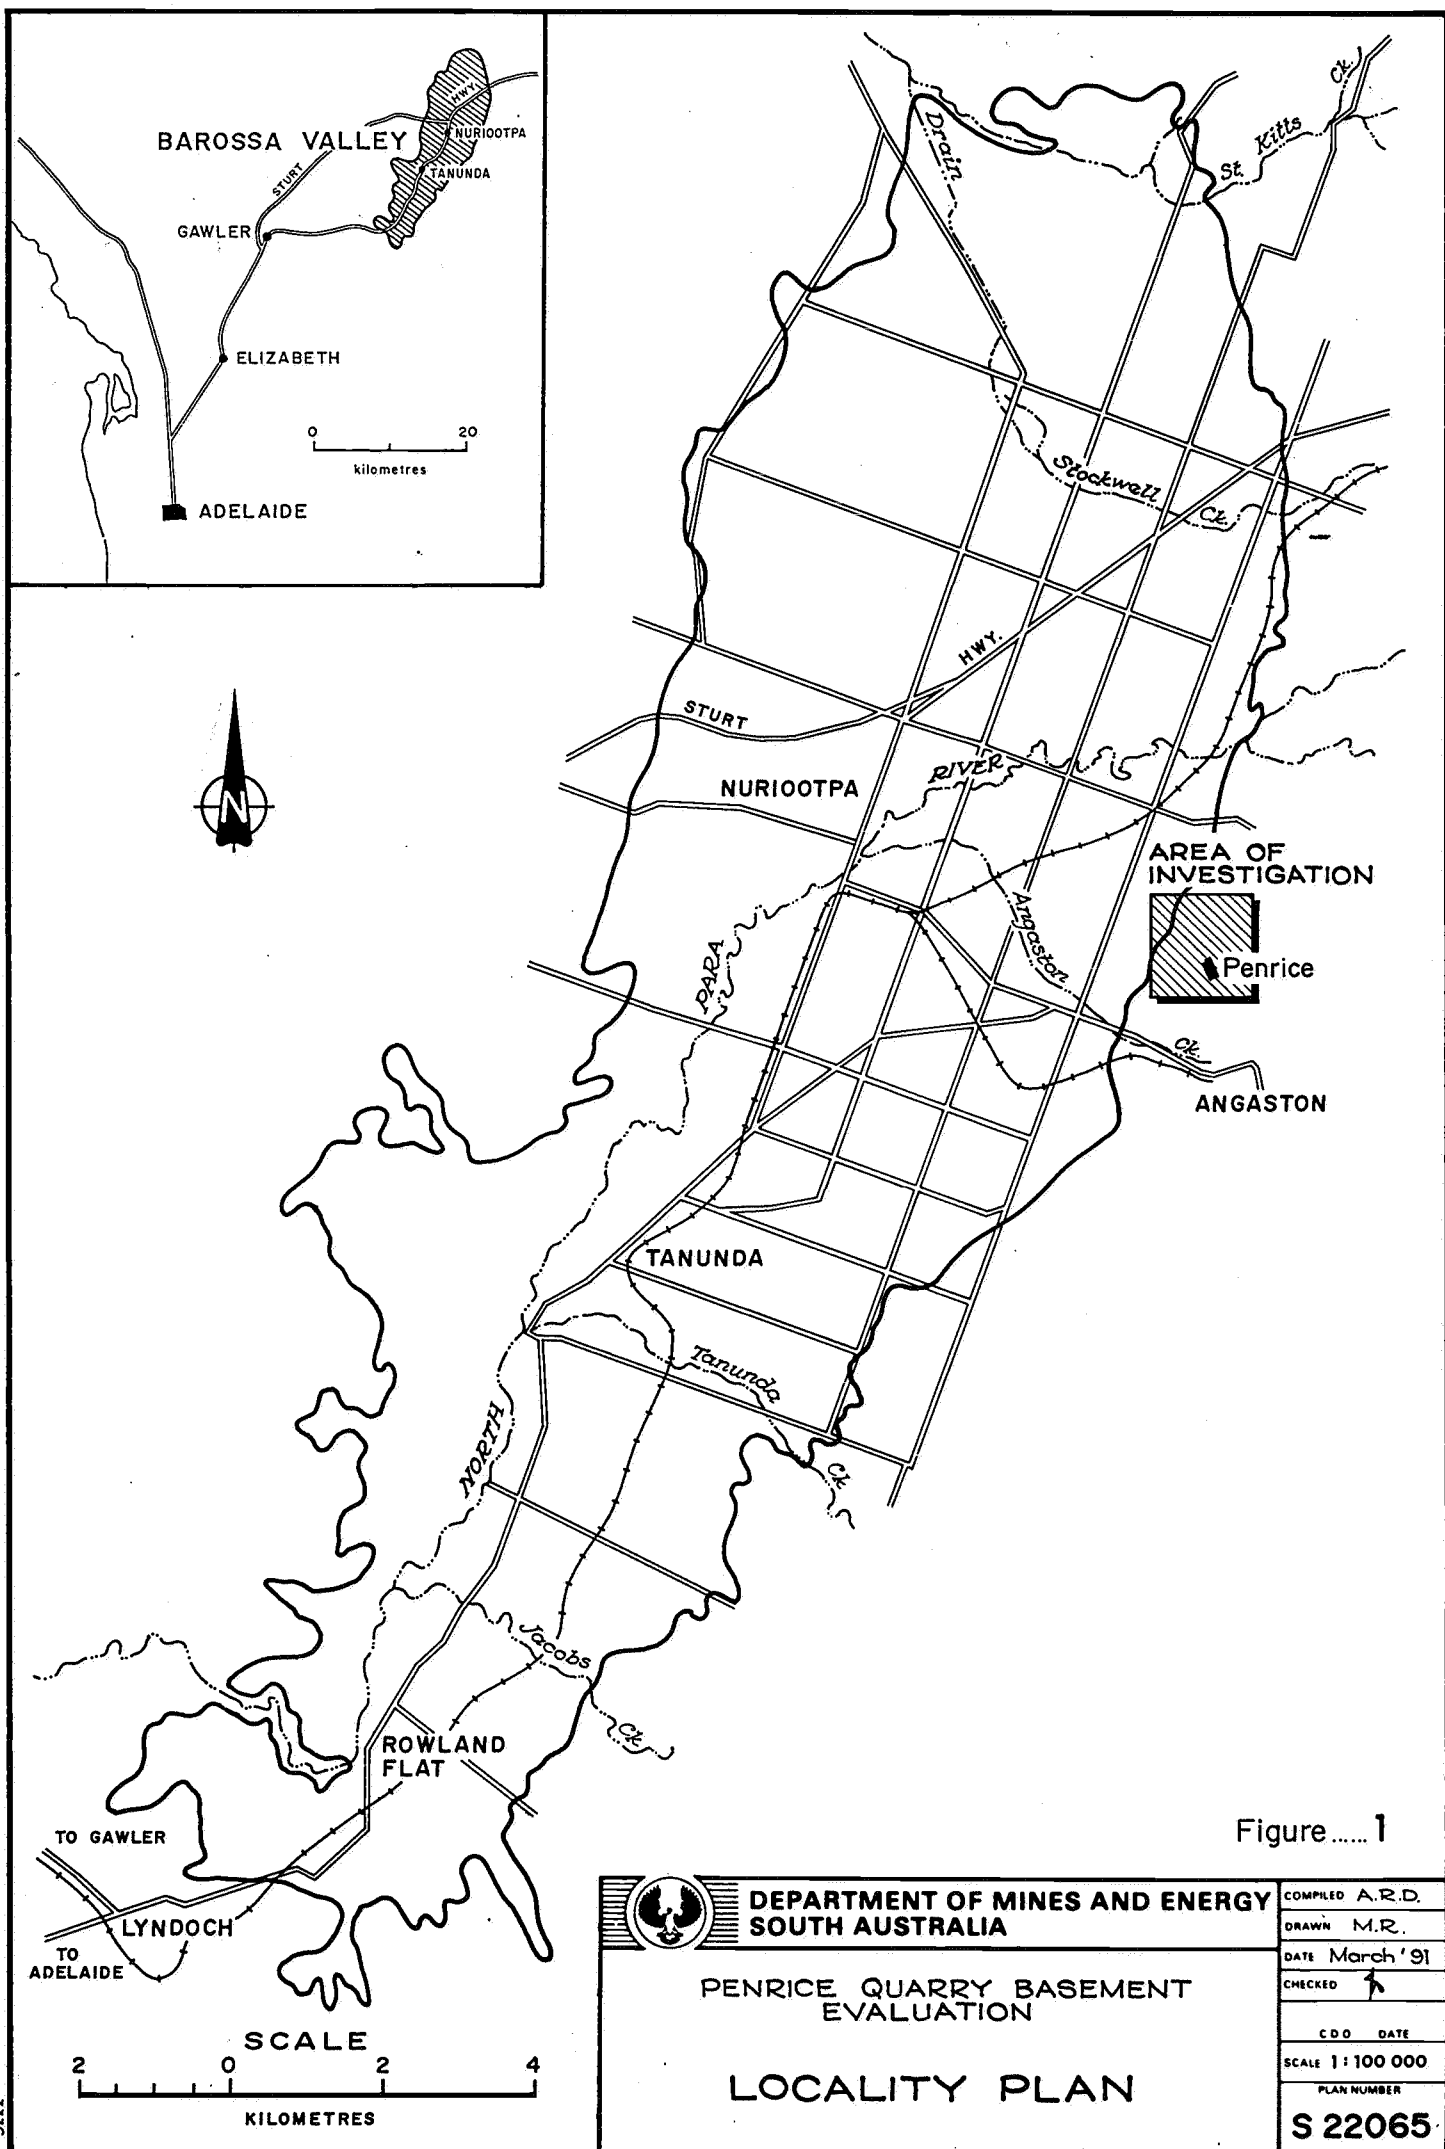 BAROSSA VALLEY
HWY.
NURIOOTPA
TANUNDA
STURT
GAWLER
ELIZABETH
0 20
kilometres
ADELAIDE
Drain
St. Kitts Ck.
Stockwell Ck.
HWY.
STURT
RIVER
NURIOOTPA
AREA OF
INVESTIGATION
Angaston Ck.
PARA
Penrice
ANGASTON
TANUNDA
Tanunda Ck.
NORTH
Jacobs Ck.
ROWLAND
FLAT
N
TO GAWLER
LYNDOCH
TO
ADELAIDE
SCALE
2 0 2 4
KILOMETRES
Figure ...... 1
DEPARTMENT OF MINES AND ENERGY
SOUTH AUSTRALIA
PENRICE QUARRY BASEMENT
EVALUATION
LOCALITY PLAN
COMPILED A.R.D.
DRAWN M.R.
DATE March '91
CHECKED
CDO DATE
SCALE 1:100 000
PLAN NUMBER
S 22065